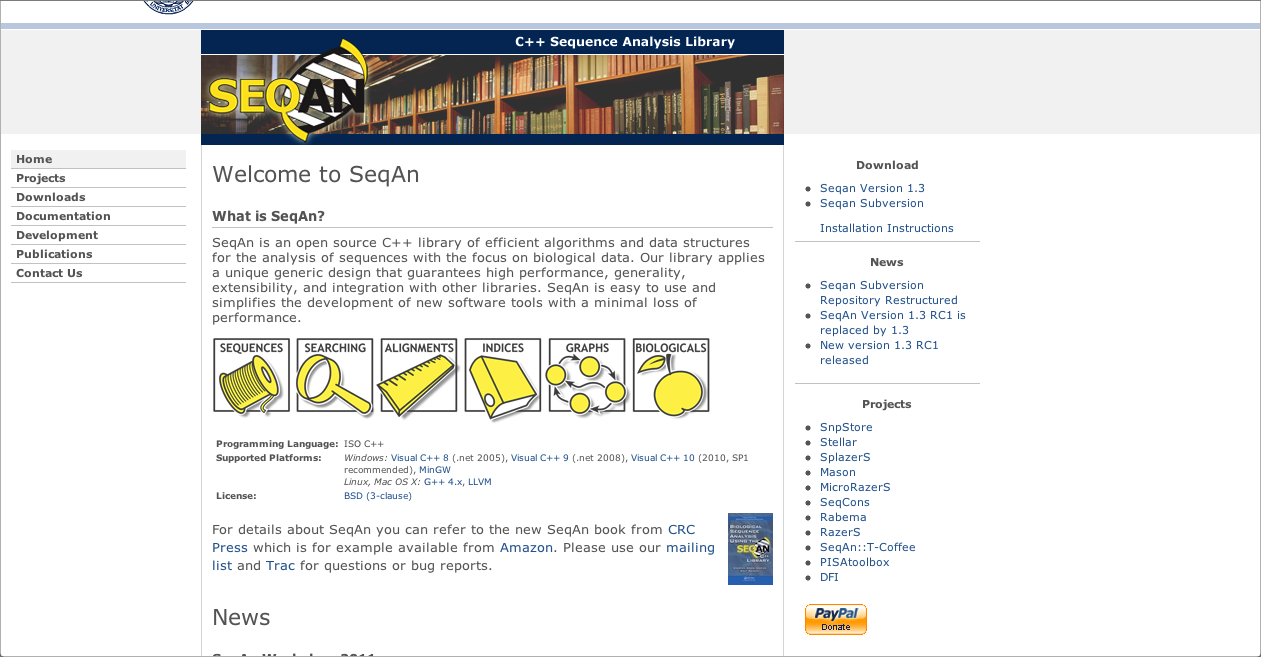 C++ Sequence Analysis Library
SEQAN
Home
Projects
Downloads
Documentation
Development
Publications
Contact Us
Welcome to SeqAn
What is SeqAn?
SeqAn is an open source C++ library of efficient algorithms and data structures
for the analysis of sequences with the focus on biological data. Our library applies
a unique generic design that guarantees high performance, generality,
extensibility, and integration with other libraries. SeqAn is easy to use and
simplifies the development of new software tools with a minimal loss of
performance.
SEQUENCES SEARCHING ALIGNMENTS INDICES GRAPHS BIOLOGICALS
Programming Language: ISO C++
Supported Platforms: Windows: Visual C++ 8 (.net 2005), Visual C++ 9 (.net 2008), Visual C++ 10 (2010, SP1
recommended), MinGW
Linux, Mac OS X: G++ 4.x, LLVM
License: BSD (3-clause)
For details about SeqAn you can refer to the new SeqAn book from CRC
Press which is for example available from Amazon. Please use our mailing
list and Trac for questions or bug reports.
BIOLOGICAL
SEQUENCE ANALYSIS
USING THE
SEQAN
C++
LIBRARY
News
Download
Seqan Version 1.3
Seqan Subversion
Installation Instructions
News
Seqan Subversion
Repository Restructured
SeqAn Version 1.3 RC1 is
replaced by 1.3
New version 1.3 RC1
released
Projects
SnpStore
Stellar
SplazerS
Mason
MicroRazerS
SeqCons
Rabema
RazerS
SeqAn::T-Coffee
PISAtoolbox
DFI
PayPal
Donate